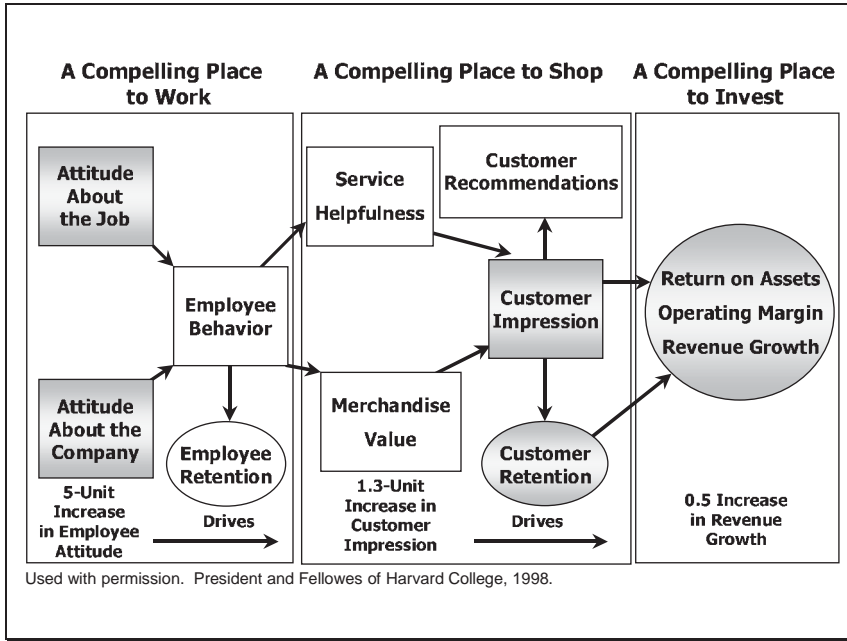 A Compelling Place
to Work
A Compelling Place to Shop
A Compelling Place
to Invest
Attitude
About
the Job
Employee
Behavior
Attitude
About the
Company
Employee
Retention
5-Unit
Increase
in Employee
Attitude
Drives
Service
Helpfulness
Customer
Recommendations
Customer
Impression
Merchandise
Value
Customer
Retention
1.3-Unit
Increase in
Customer
Impression
Drives
Return on Assets
Operating Margin
Revenue Growth
0.5 Increase
in Revenue
Growth
Used with permission.  President and Fellowes of Harvard College, 1998.